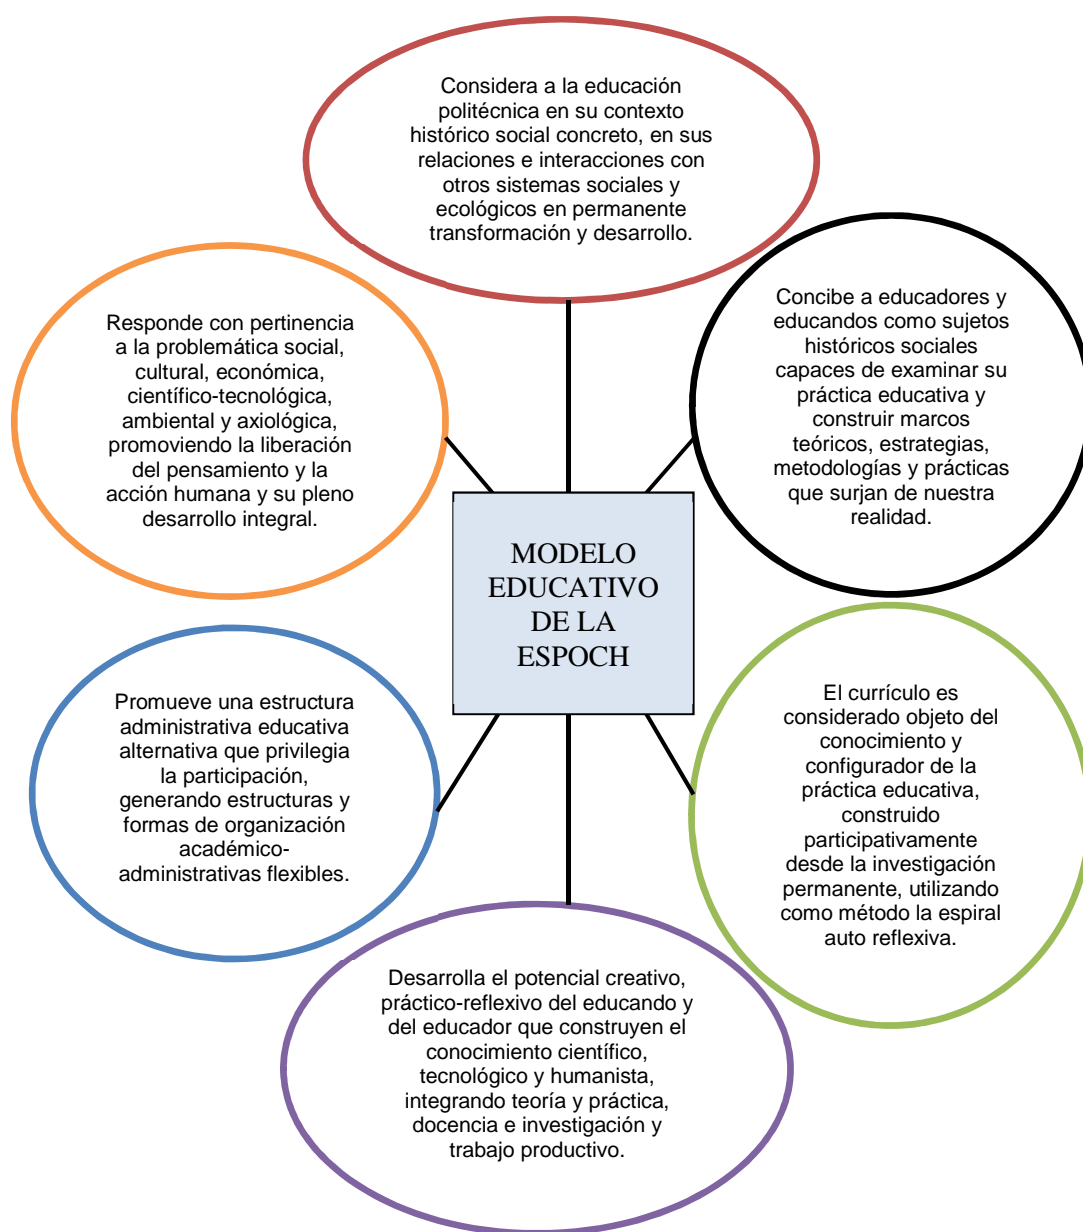 Considera a la educación
politécnica en su contexto
histórico social concreto, en sus
relaciones e interacciones con
otros sistemas sociales y
ecológicos en permanente
transformación y desarrollo.
Concibe a educadores y
educandos como sujetos
históricos sociales
capaces de examinar su
práctica educativa y
construir marcos
teóricos, estrategias,
metodologías y prácticas
que surjan de nuestra
realidad.
Responde con pertinencia
a la problemática social,
cultural, económica,
científico-tecnológica,
ambiental y axiológica,
promoviendo la liberación
del pensamiento y la
acción humana y su pleno
desarrollo integral.
MODELO
EDUCATIVO
DE LA
ESPOCH
Promueve una estructura
administrativa educativa
alternativa que privilegia
la participación,
generando estructuras y
formas de organización
académico-
administrativas flexibles.
El currículo es
considerado objeto del
conocimiento y
configurador de la
práctica educativa,
construido
participativamente
desde la investigación
permanente, utilizando
como método la espiral
auto reflexiva.
Desarrolla el potencial creativo,
práctico-reflexivo del educando y
del educador que construyen el
conocimiento científico,
tecnológico y humanista,
integrando teoría y práctica,
docencia e investigación y
trabajo productivo.